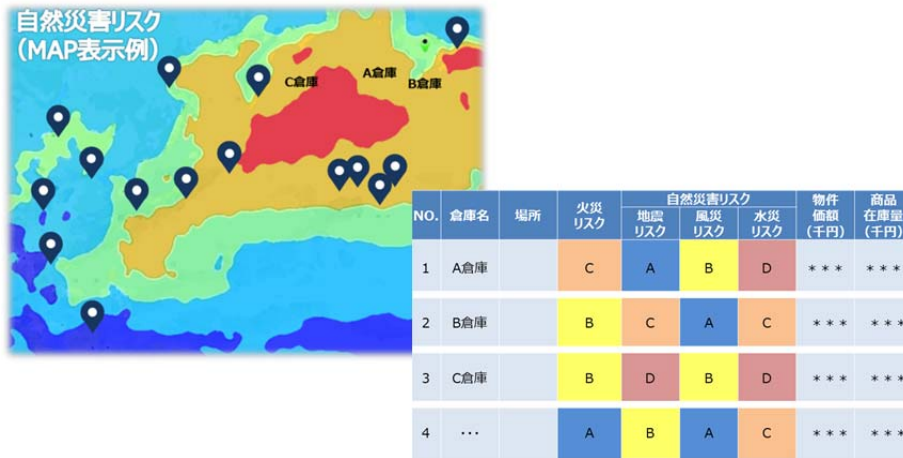 自然災害リスク
（MAP表示例）
C倉庫
A倉庫
B倉庫
NO. 倉庫名 場所 火災リスク 自然災害リスク 物件価額（千円） 商品在庫量（千円）
地震リスク 風災リスク 水災リスク
1 A倉庫 C A B D ＊＊＊ ＊＊＊
2 B倉庫 B C A C ＊＊＊ ＊＊＊
3 C倉庫 B D B D ＊＊＊ ＊＊＊
4 ・・・ A B A C ＊＊＊ ＊＊＊